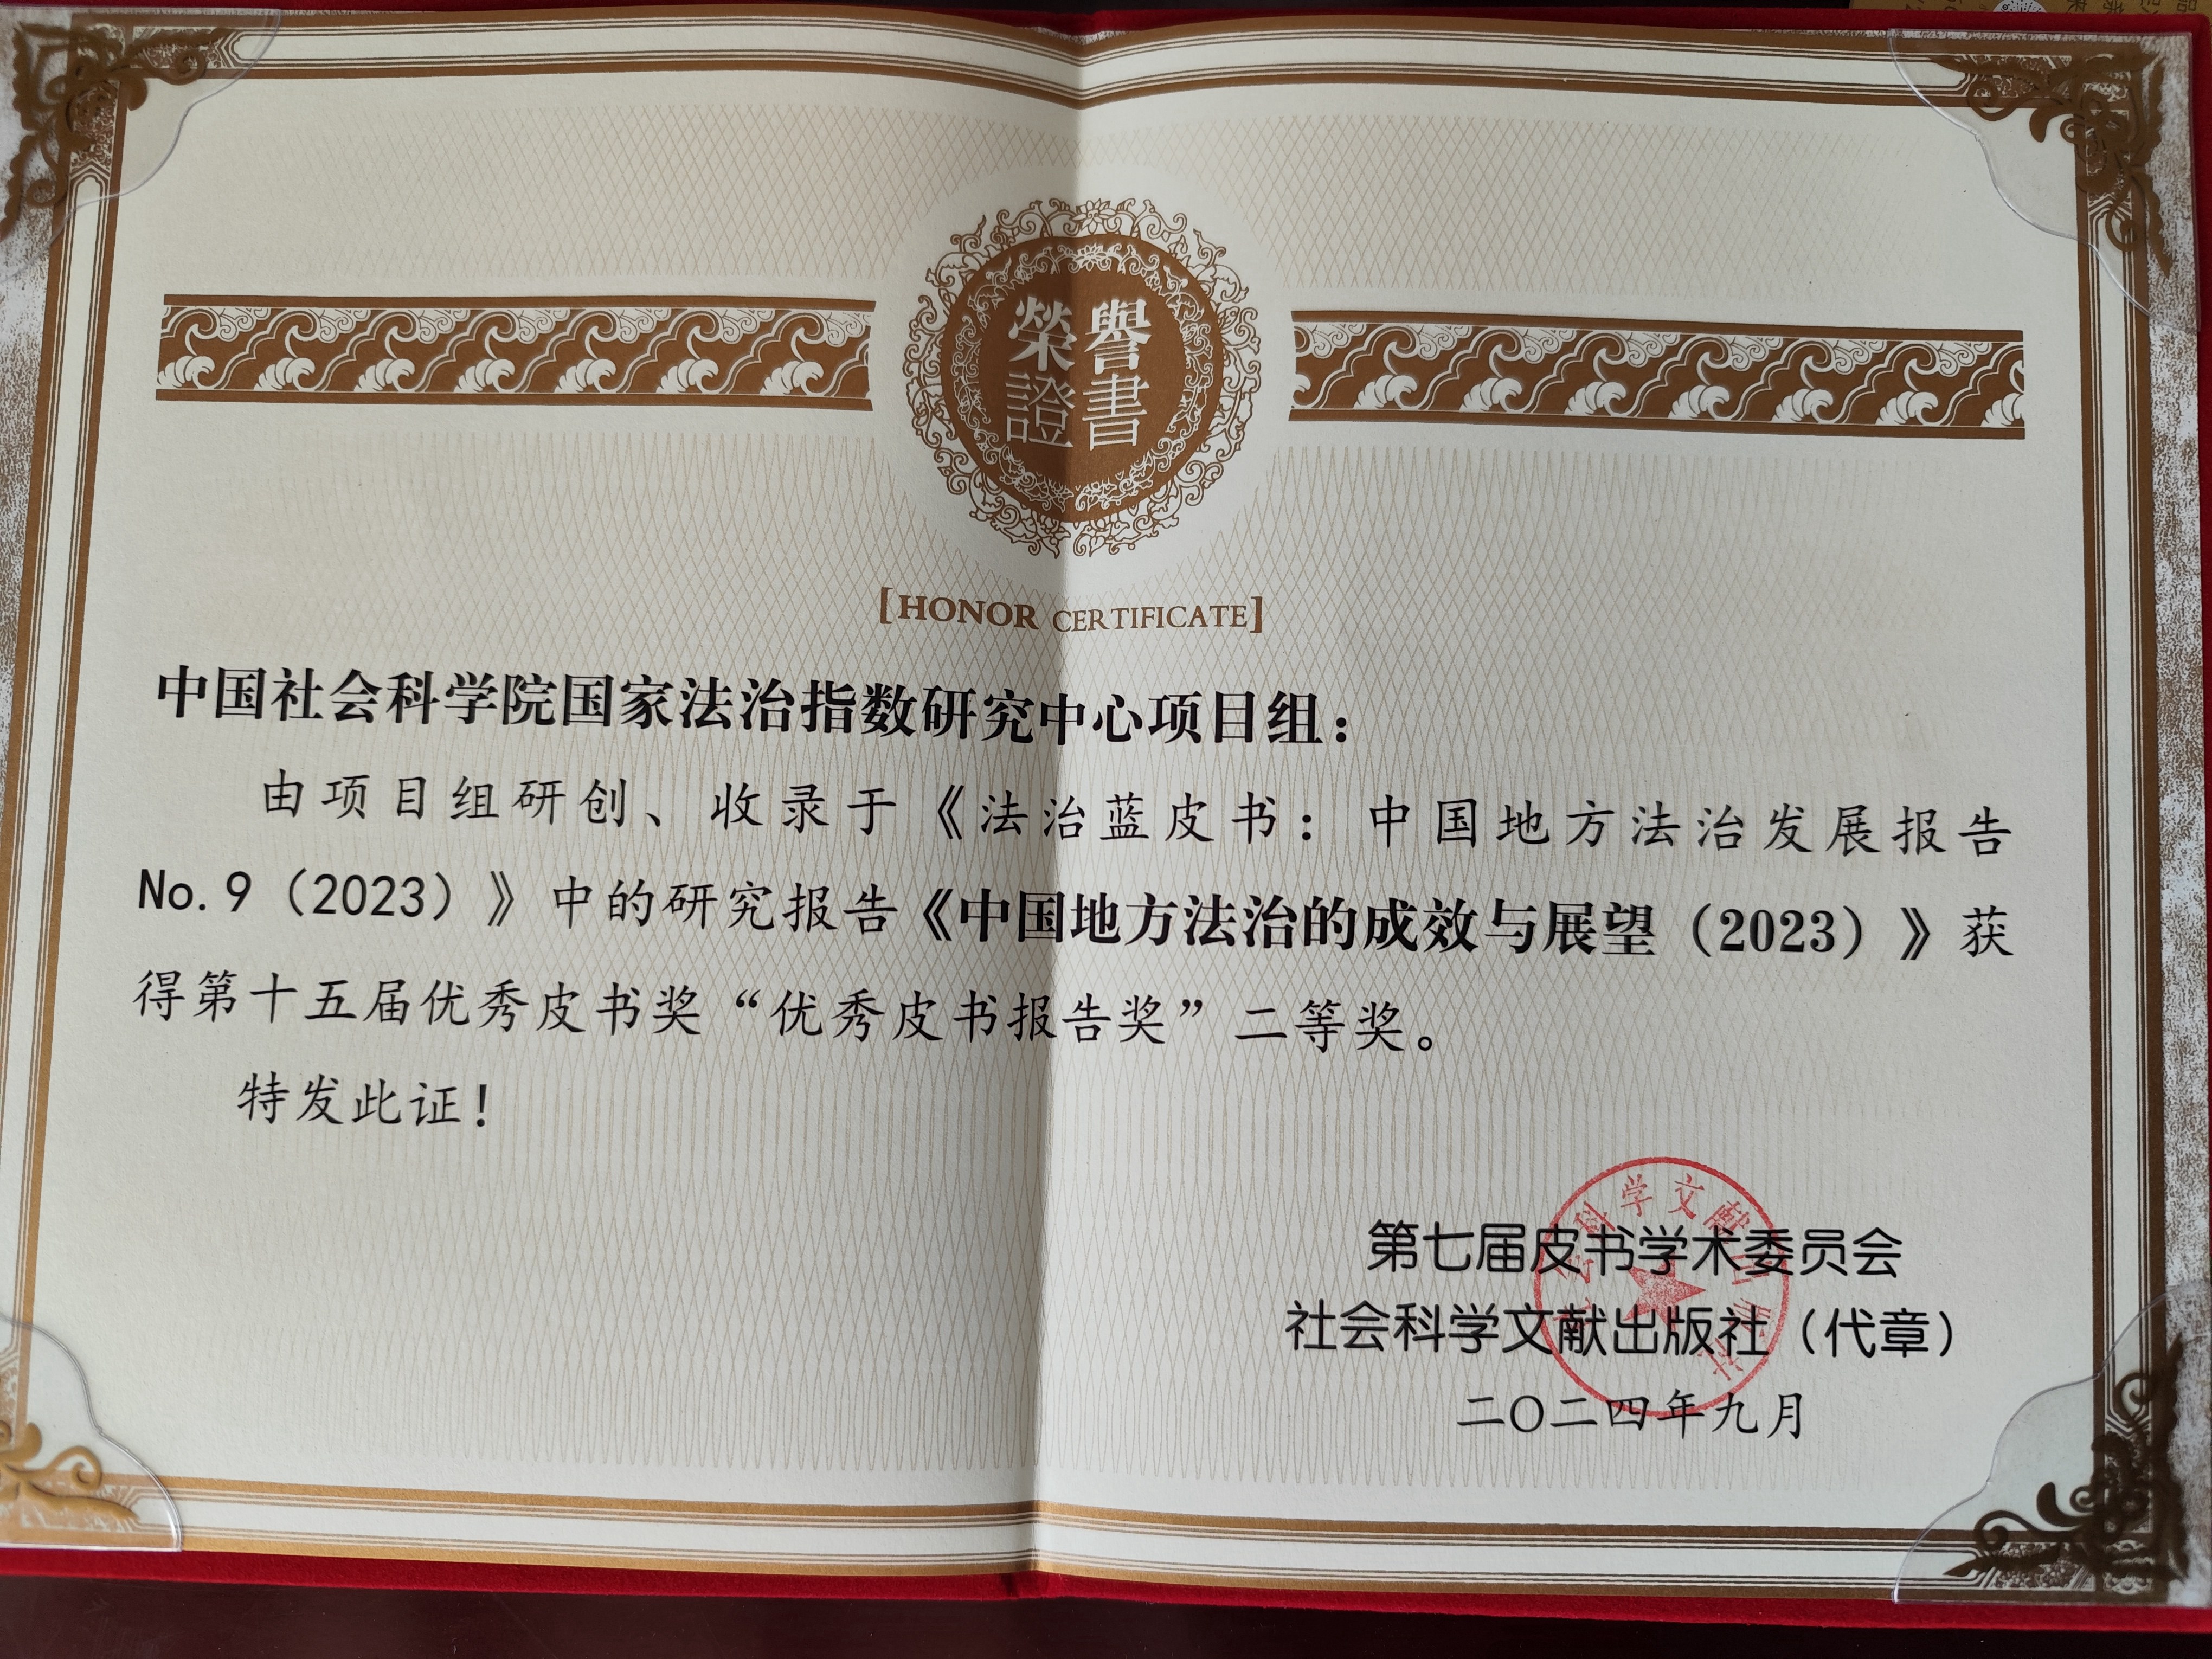 榮譽
證書
[HONOR CERTIFICATE]
中国社会科学院国家法治指数研究中心项目组：
由项目组研创、收录于《法治蓝皮书：中国地方法治发展报告
No.9（2023）》中的研究报告《中国地方法治的成效与展望（2023）》获
得第十五届优秀皮书奖“优秀皮书报告奖”二等奖。
特发此证！
第七届皮书学术委员会
社会科学文献出版社（代章）
二〇二四年九月